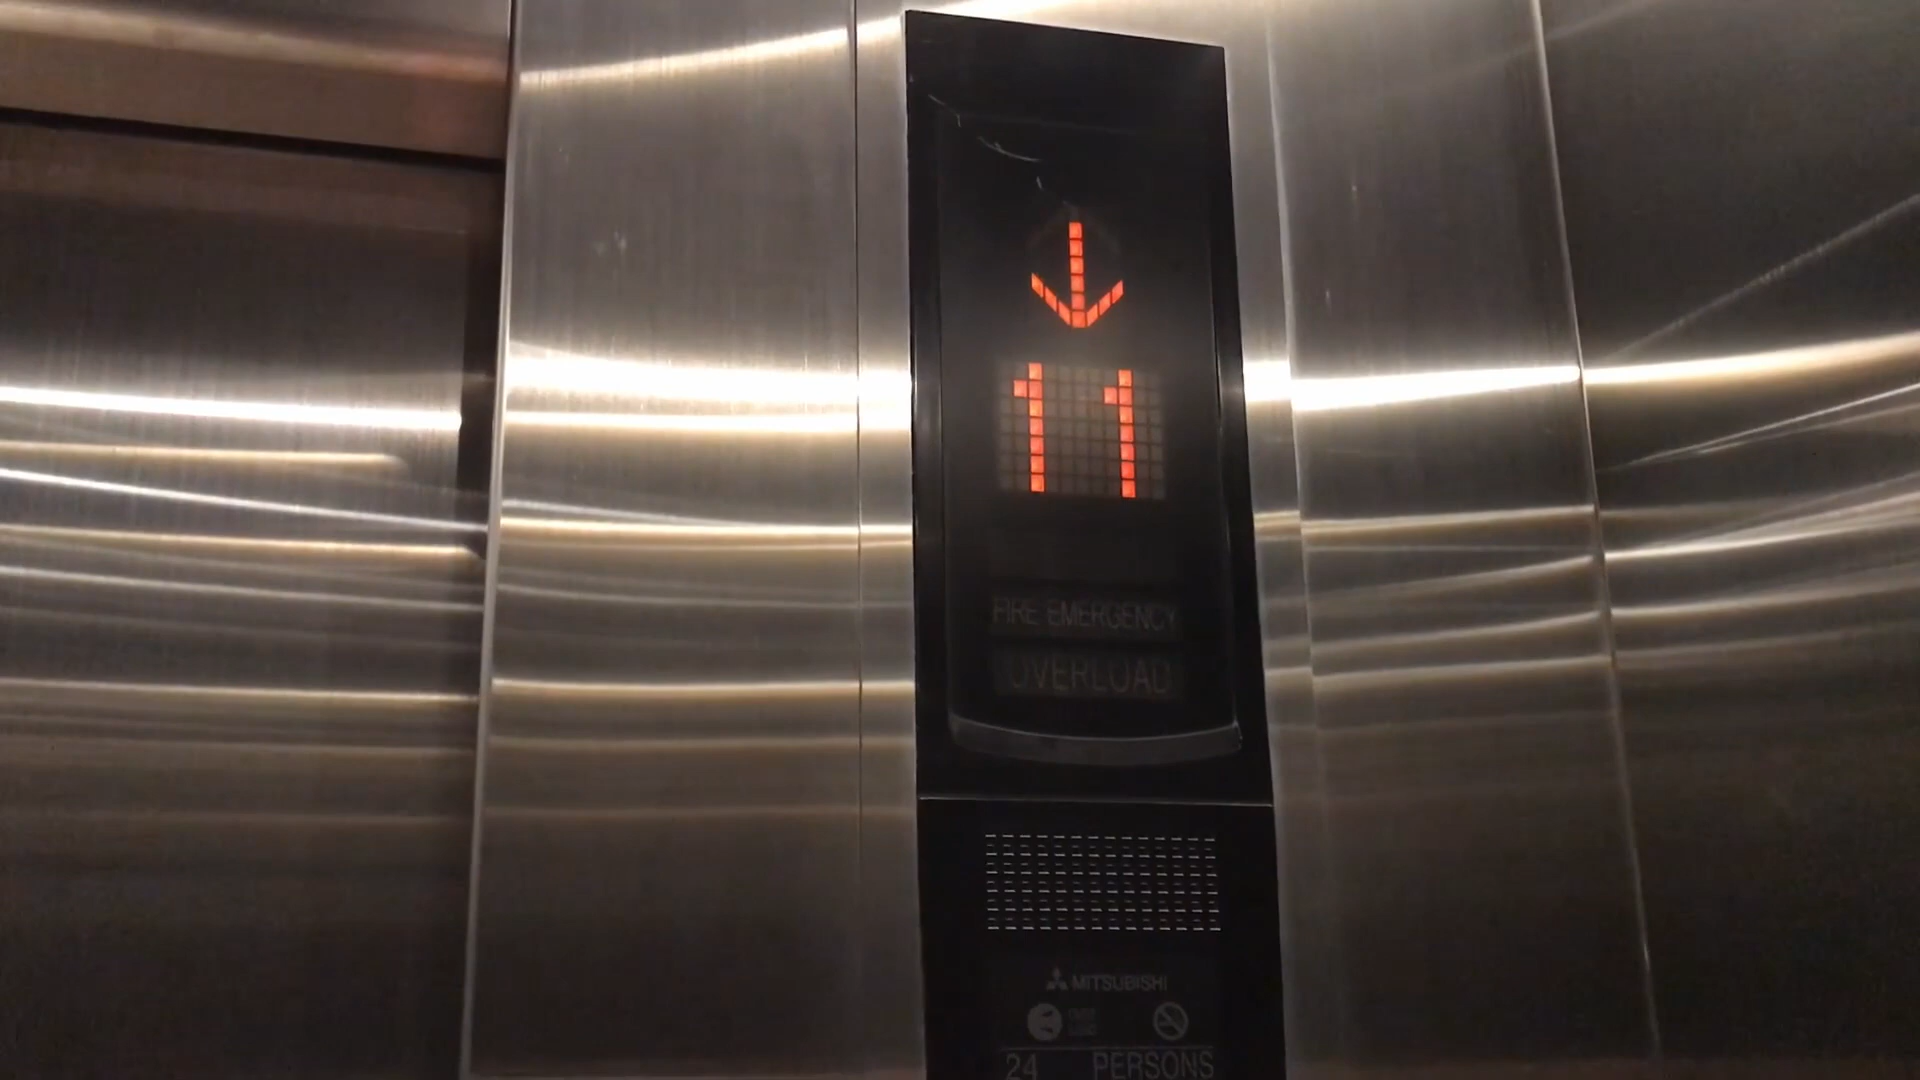 11
FIRE EMERGENCY
OVERLOAD
MITSUBISHI
24 PERSONS